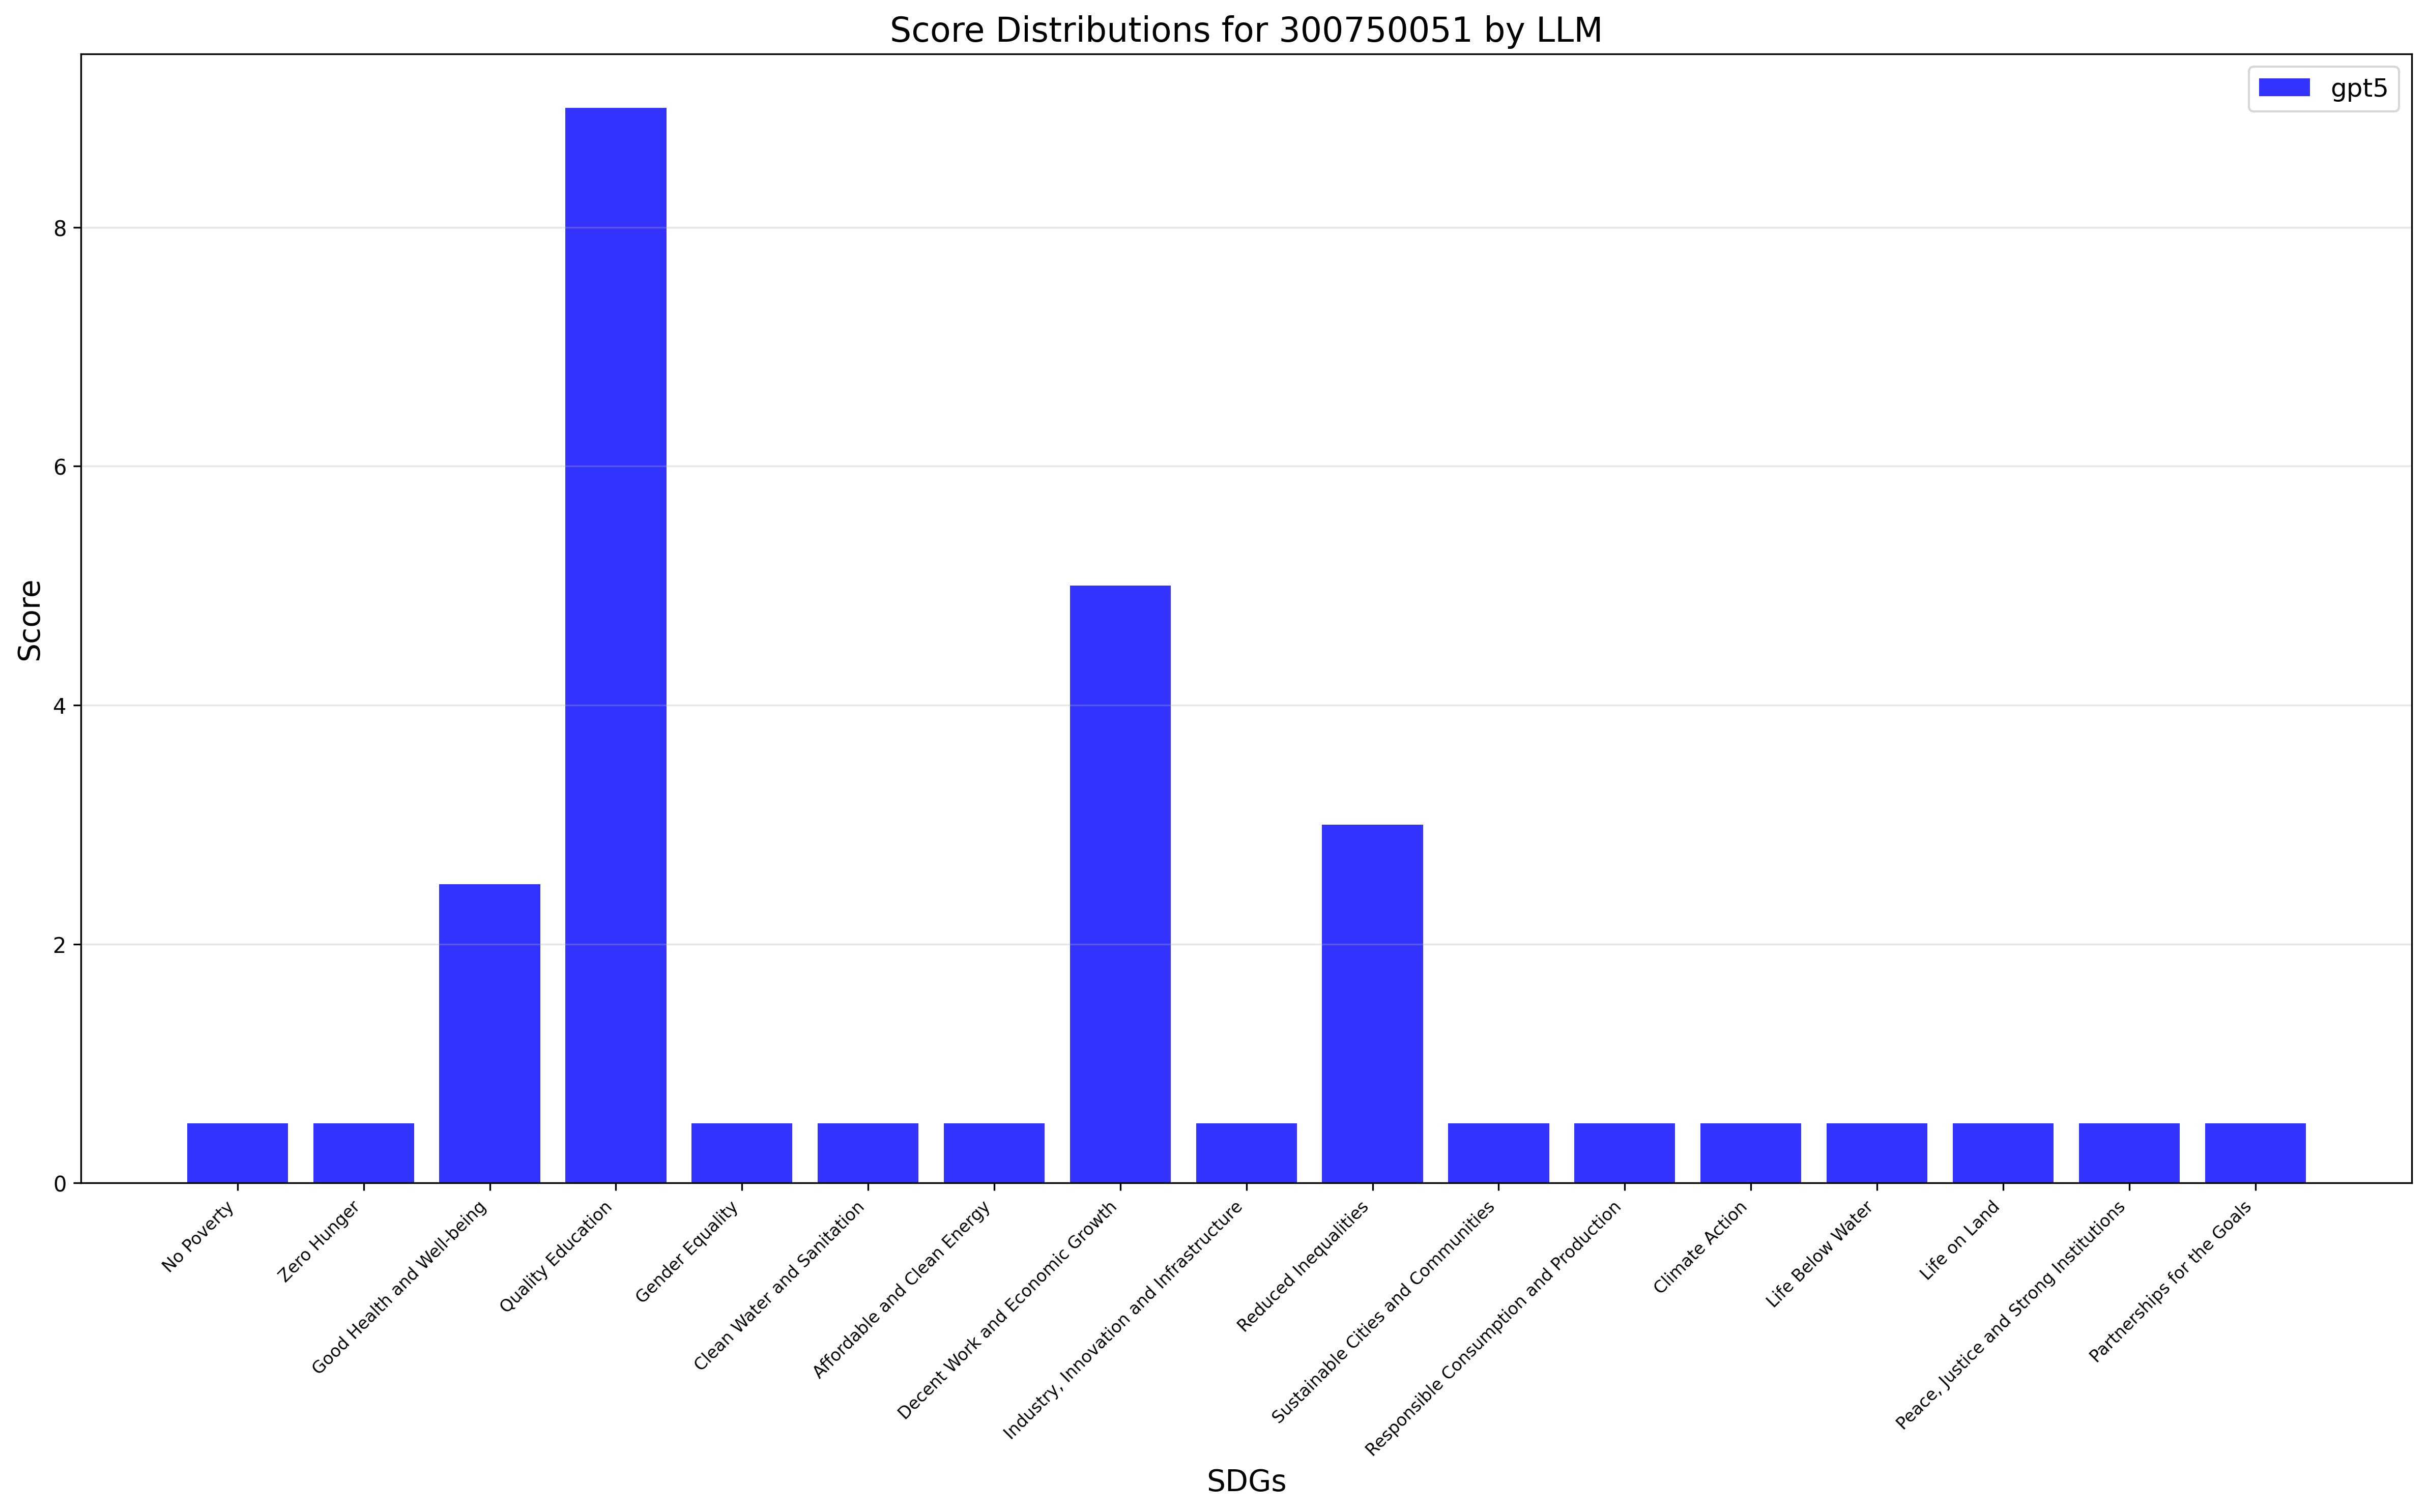 Score Distributions for 300750051 by LLM
gpt5
Score
8
6
4
2
0
No Poverty
Zero Hunger
Good Health and Well-being
Quality Education
Gender Equality
Clean Water and Sanitation
Affordable and Clean Energy
Decent Work and Economic Growth
Industry, Innovation and Infrastructure
Reduced Inequalities
Sustainable Cities and Communities
Responsible Consumption and Production
Climate Action
Life Below Water
Life on Land
Peace, Justice and Strong Institutions
Partnerships for the Goals
SDGs